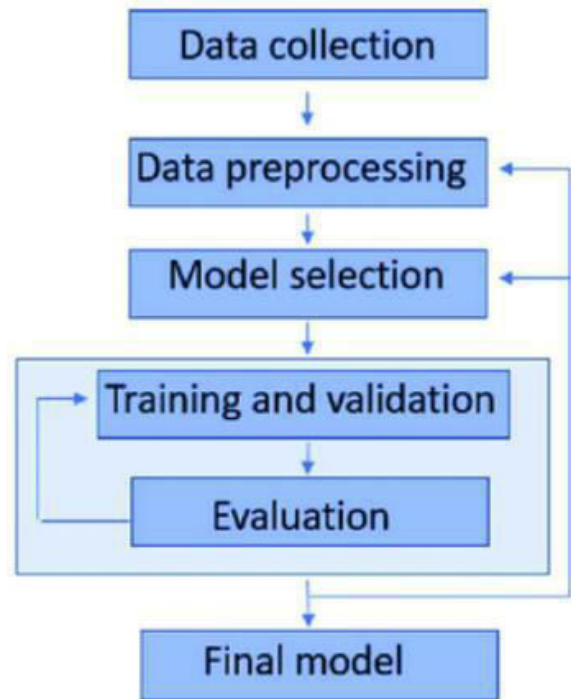 Data collection
Data preprocessing
Model selection
Training and validation
Evaluation
Final model